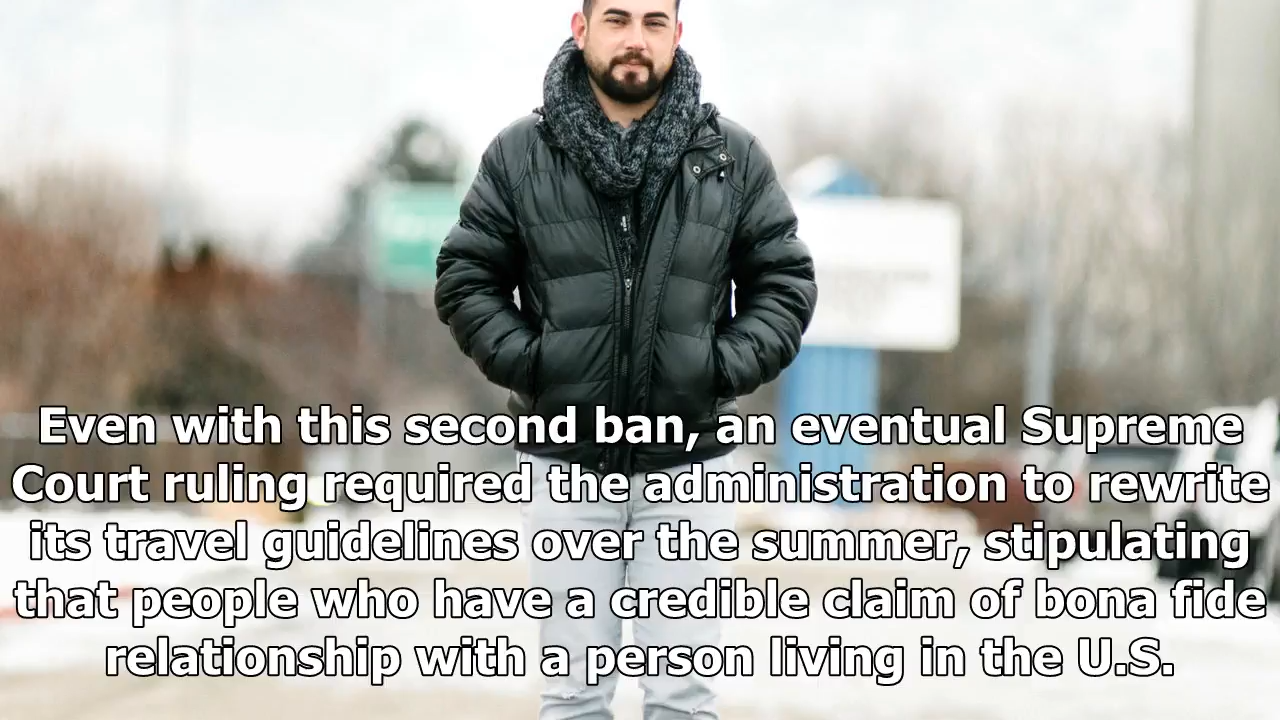 Even with this second ban, an eventual Supreme
Court ruling required the administration to rewrite
its travel guidelines over the summer, stipulating
that people who have a credible claim of bona fide
relationship with a person living in the U.S.